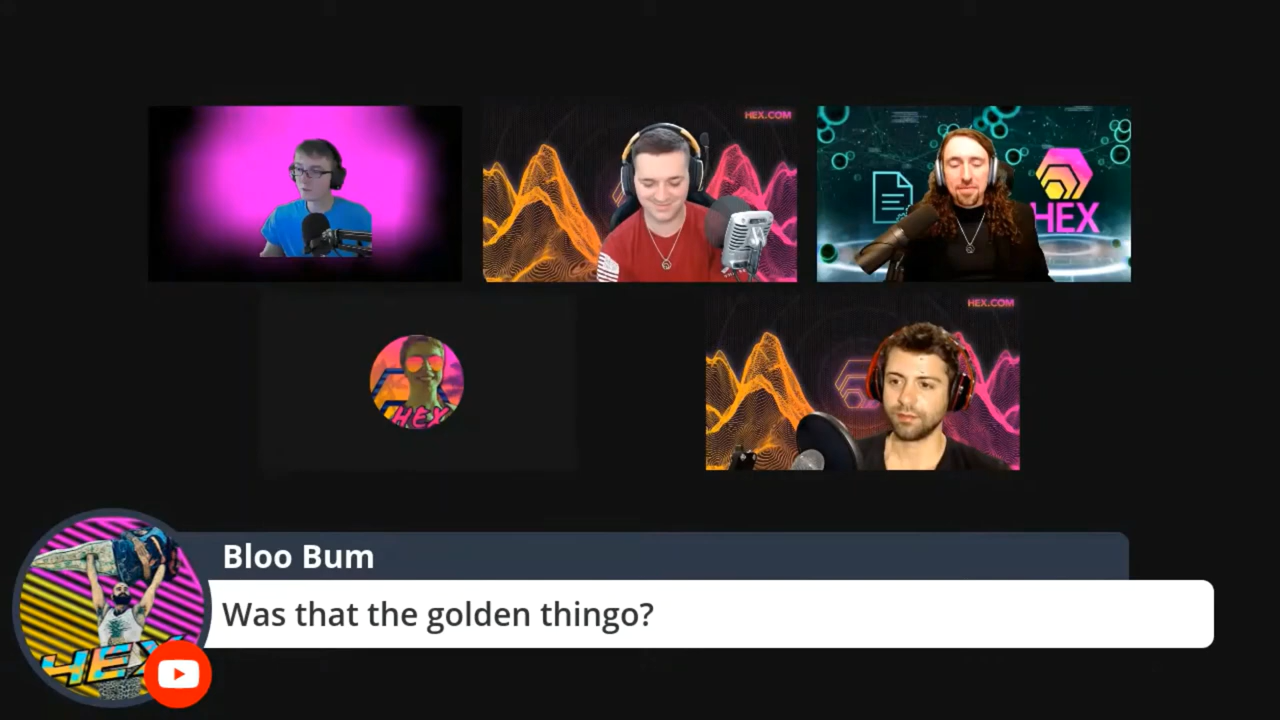 HEX.COM
HEX
HEX
HEX.COM
Bloo Bum
Was that the golden thingo?
HEX